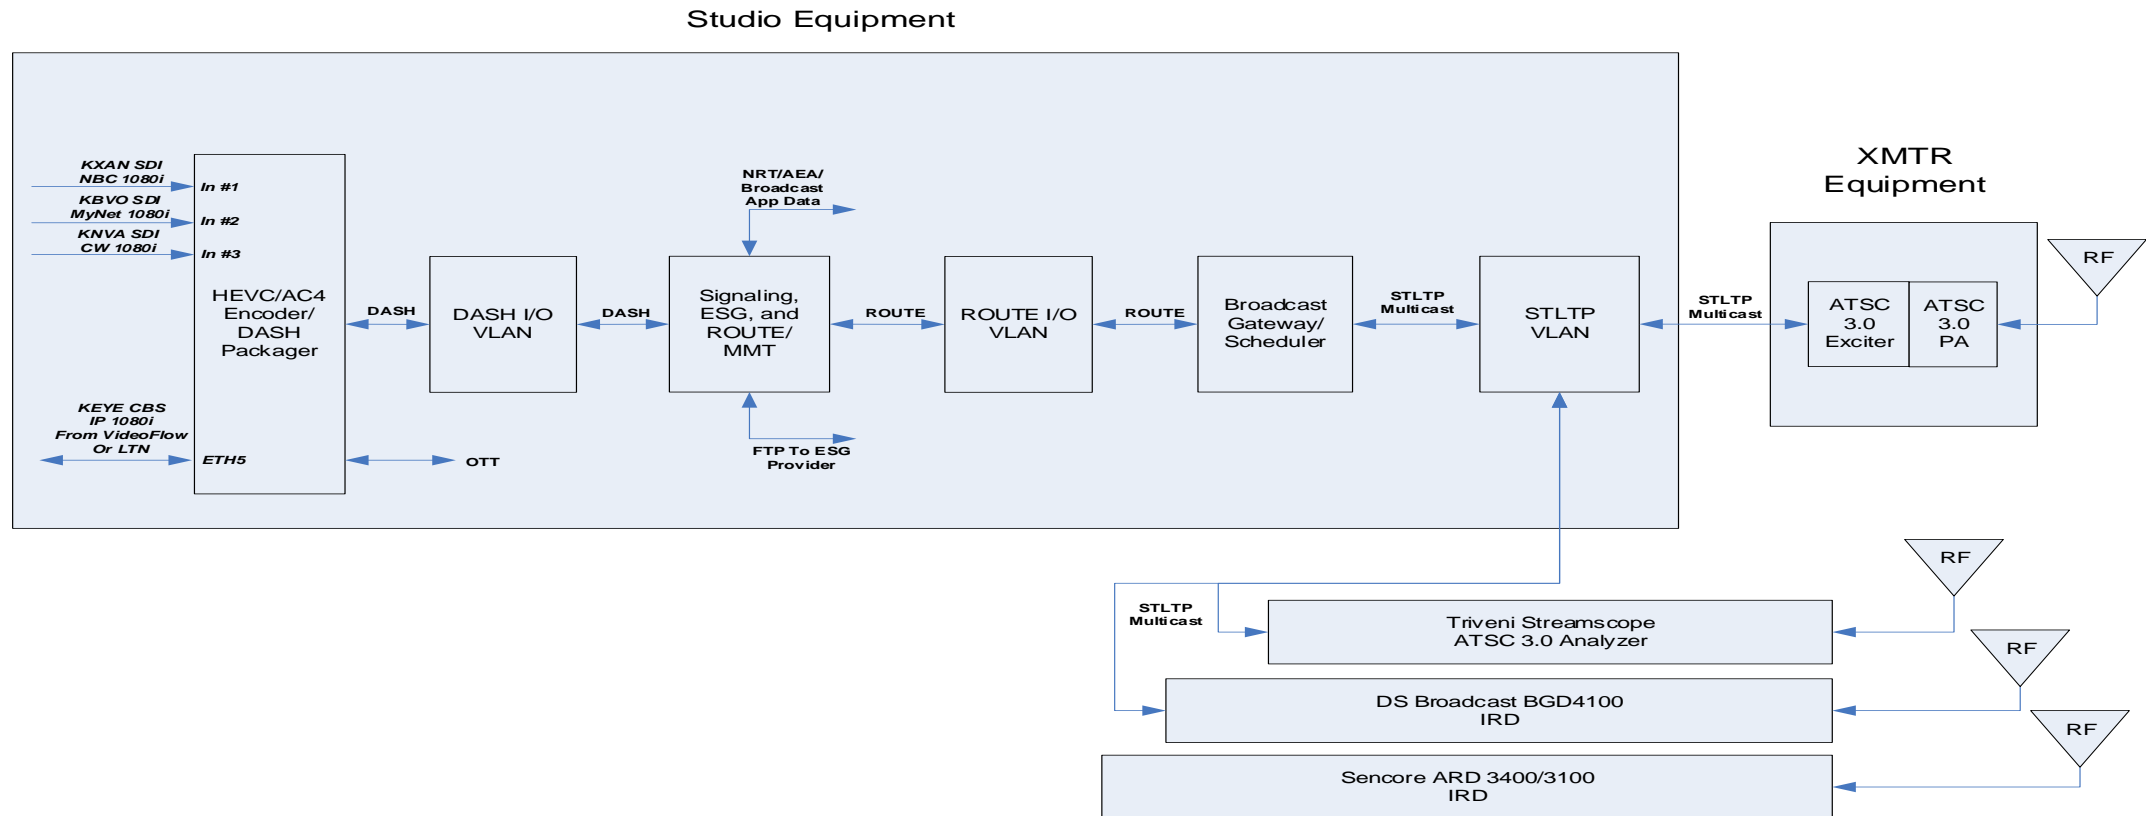 Studio Equipment
KXAN SDI
NBC 1080i
In #1
KBVO SDI
MyNet 1080i
In #2
KNVA SDI
CW 1080i
In #3
HEVC/AC4
Encoder/
DASH
Packager
KEYE CBS
IP 1080i
From VideoFlow
Or LTN
ETH5
OTT
DASH
DASH I/O
VLAN
DASH
NRT/AEA/
Broadcast
App Data
Signaling,
ESG, and
ROUTE/
MMT
FTP To ESG
Provider
ROUTE
ROUTE I/O
VLAN
ROUTE
Broadcast
Gateway/
Scheduler
STLTP
Multicast
STLTP
VLAN
STLTP
Multicast
XMTR
Equipment
ATSC
3.0
Exciter
ATSC
3.0
PA
RF
STLTP
Multicast
Triveni Streamscope
ATSC 3.0 Analyzer
RF
DS Broadcast BGD4100
IRD
RF
Sencore ARD 3400/3100
IRD
RF